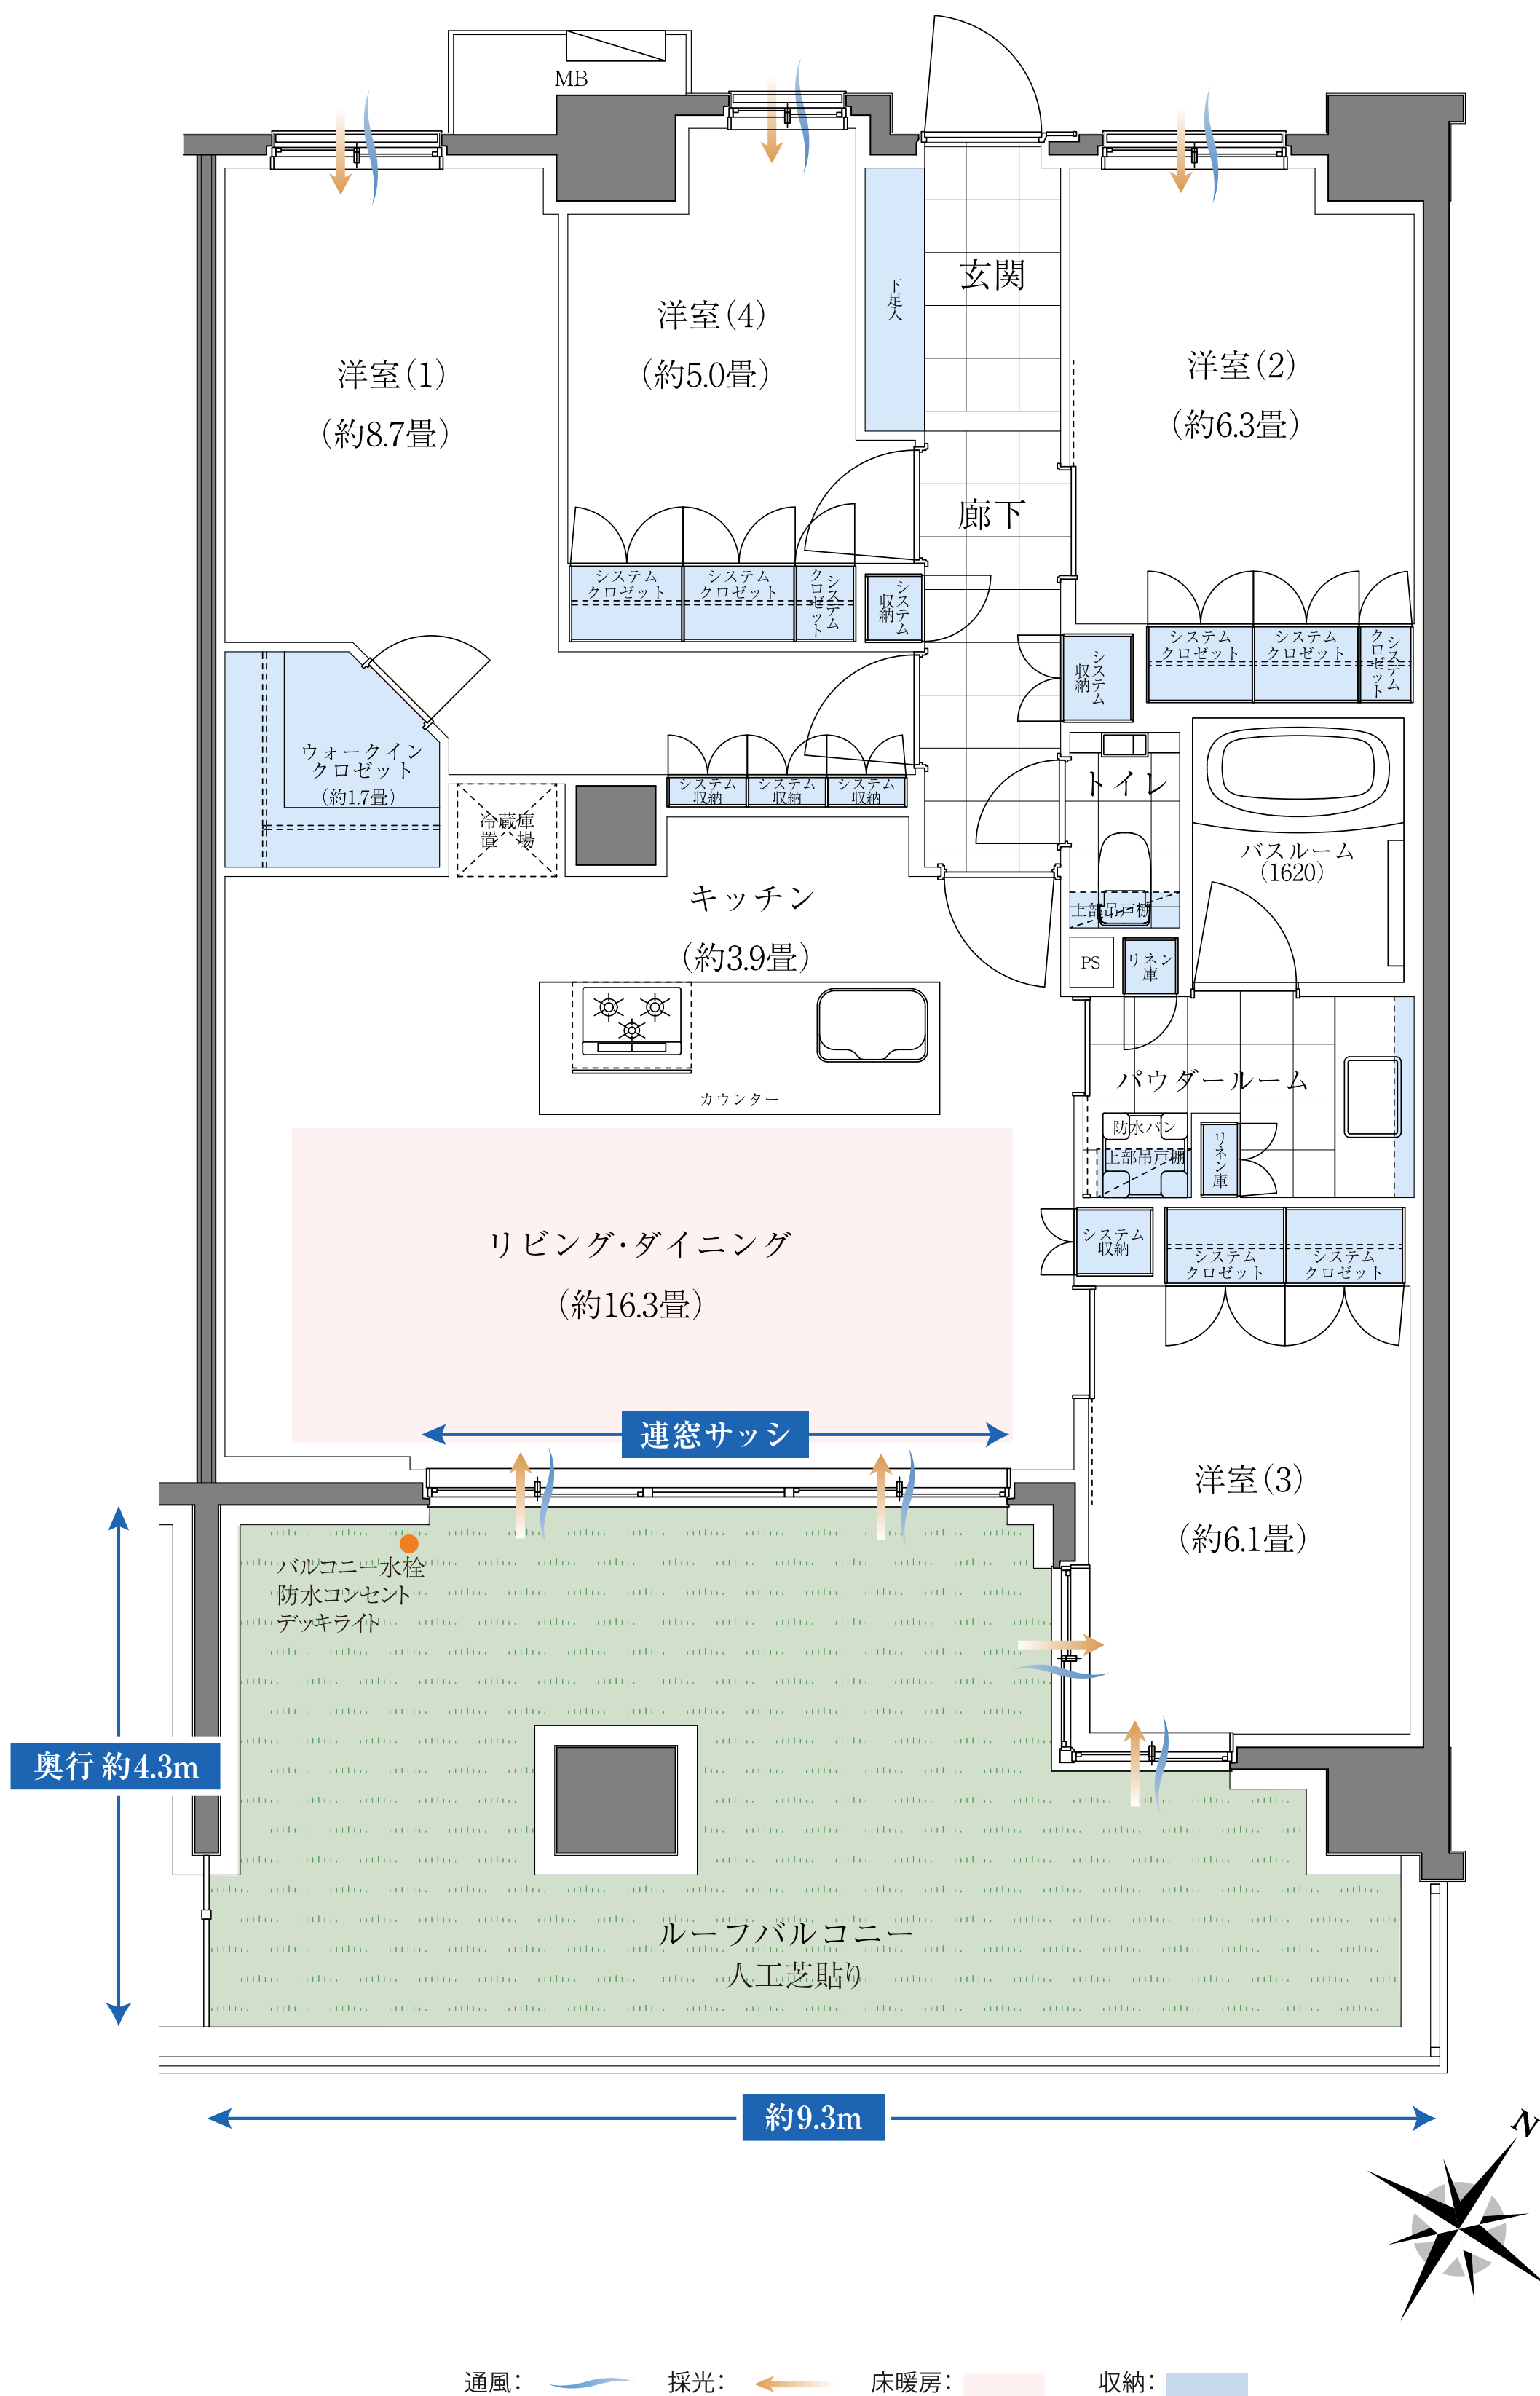 MB
玄関
下足入
洋室(4)
(約5.0畳)
洋室(1)
(約8.7畳)
洋室(2)
(約6.3畳)
廊下
システム
クロゼット
システム
クロゼット
システム
クロゼット
システム
収納
システム
収納
システム
クロゼット
システム
クロゼット
システム
クロゼット
ウォークイン
クロゼット
(約1.7畳)
システム
収納
システム
収納
システム
収納
冷蔵庫
置場
トイレ
上部吊戸棚
バスルーム
(1620)
キッチン
(約3.9畳)
PS
リネン
庫
カウンター
パウダールーム
防水パン
上部吊戸棚
リネン庫
リビング・ダイニング
(約16.3畳)
システム
収納
システム
クロゼット
システム
クロゼット
連窓サッシ
洋室(3)
(約6.1畳)
バルコニー水栓
防水コンセント
デッキライト
奥行 約4.3m
ルーフバルコニー
人工芝貼り
約9.3m
N
通風: 採光: 床暖房: 収納: